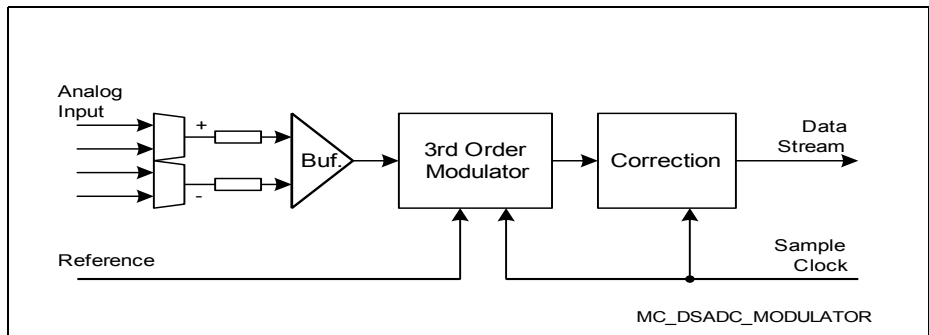 Analog
Input
+
-
Buf.
3rd Order
Modulator
Correction
Data
Stream
Reference
Sample
Clock
MC_DSADC_MODULATOR